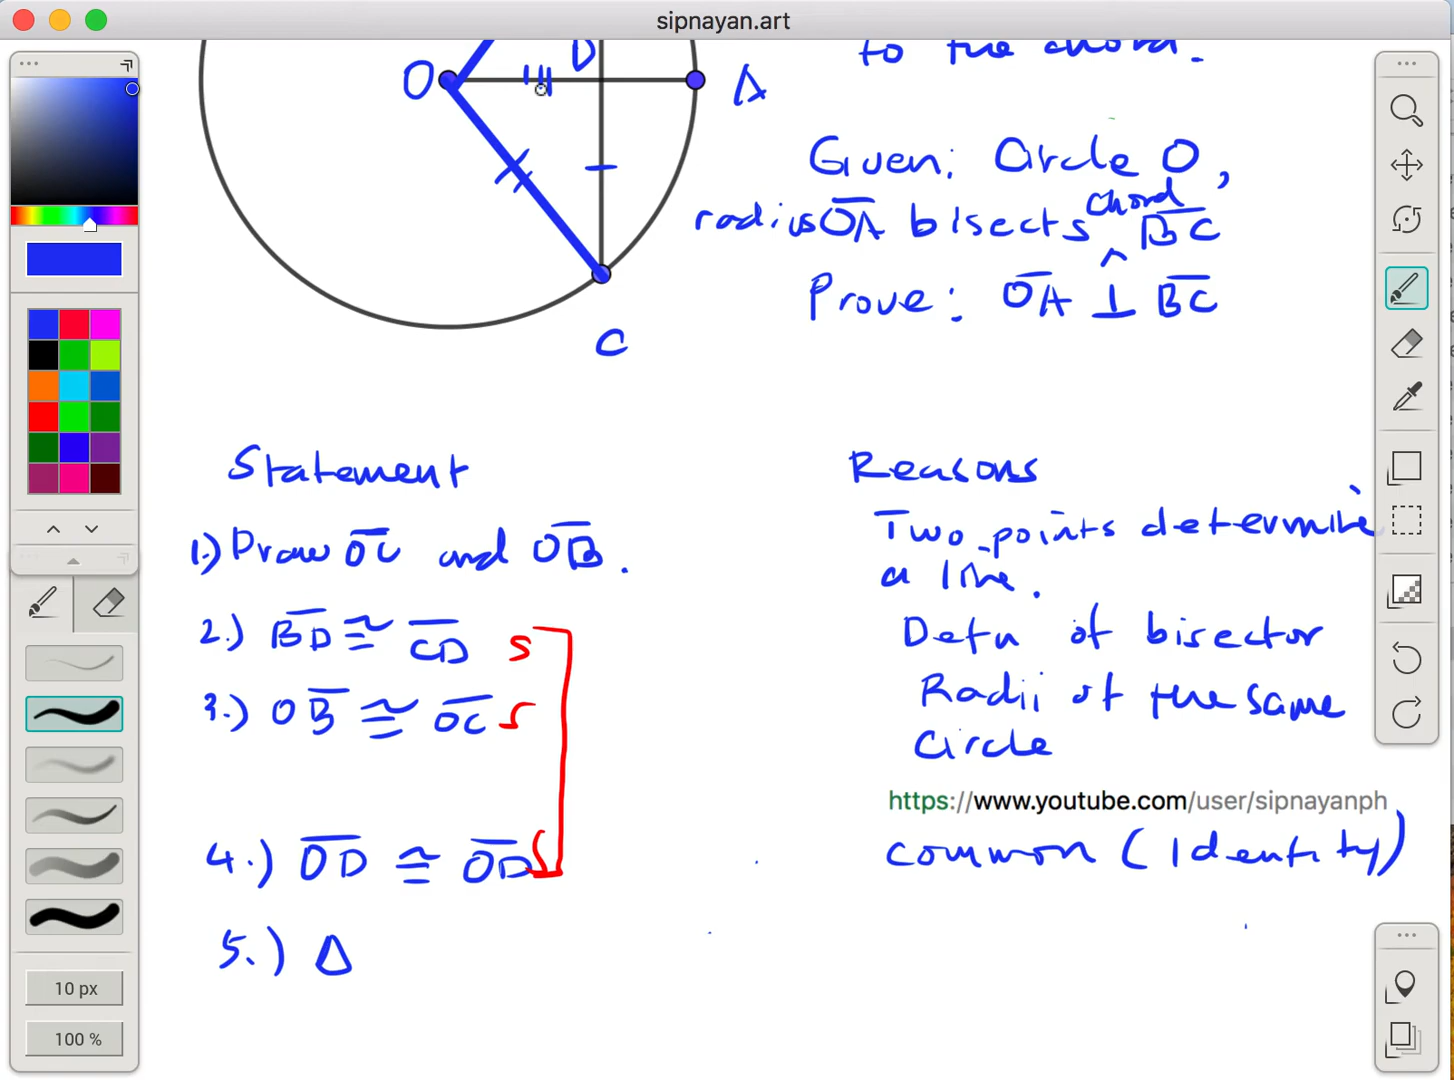 sipnayan.art
to the chord.
D
O
A
Given: Circle O,
chord
radius OA bisects BC
^
Prove: OA ⊥ BC
C
Statement
Reasons
1.) Draw OC and OB.
Two points determine
a line.
2.) BD ≅ CD S
Defn of bisector
3.) OB ≅ OC S
Radii of the same
Circle
https://www.youtube.com/user/sipnayanph
4.) OD ≅ OD S
common (Identity)
5.) Δ
10 px
100 %